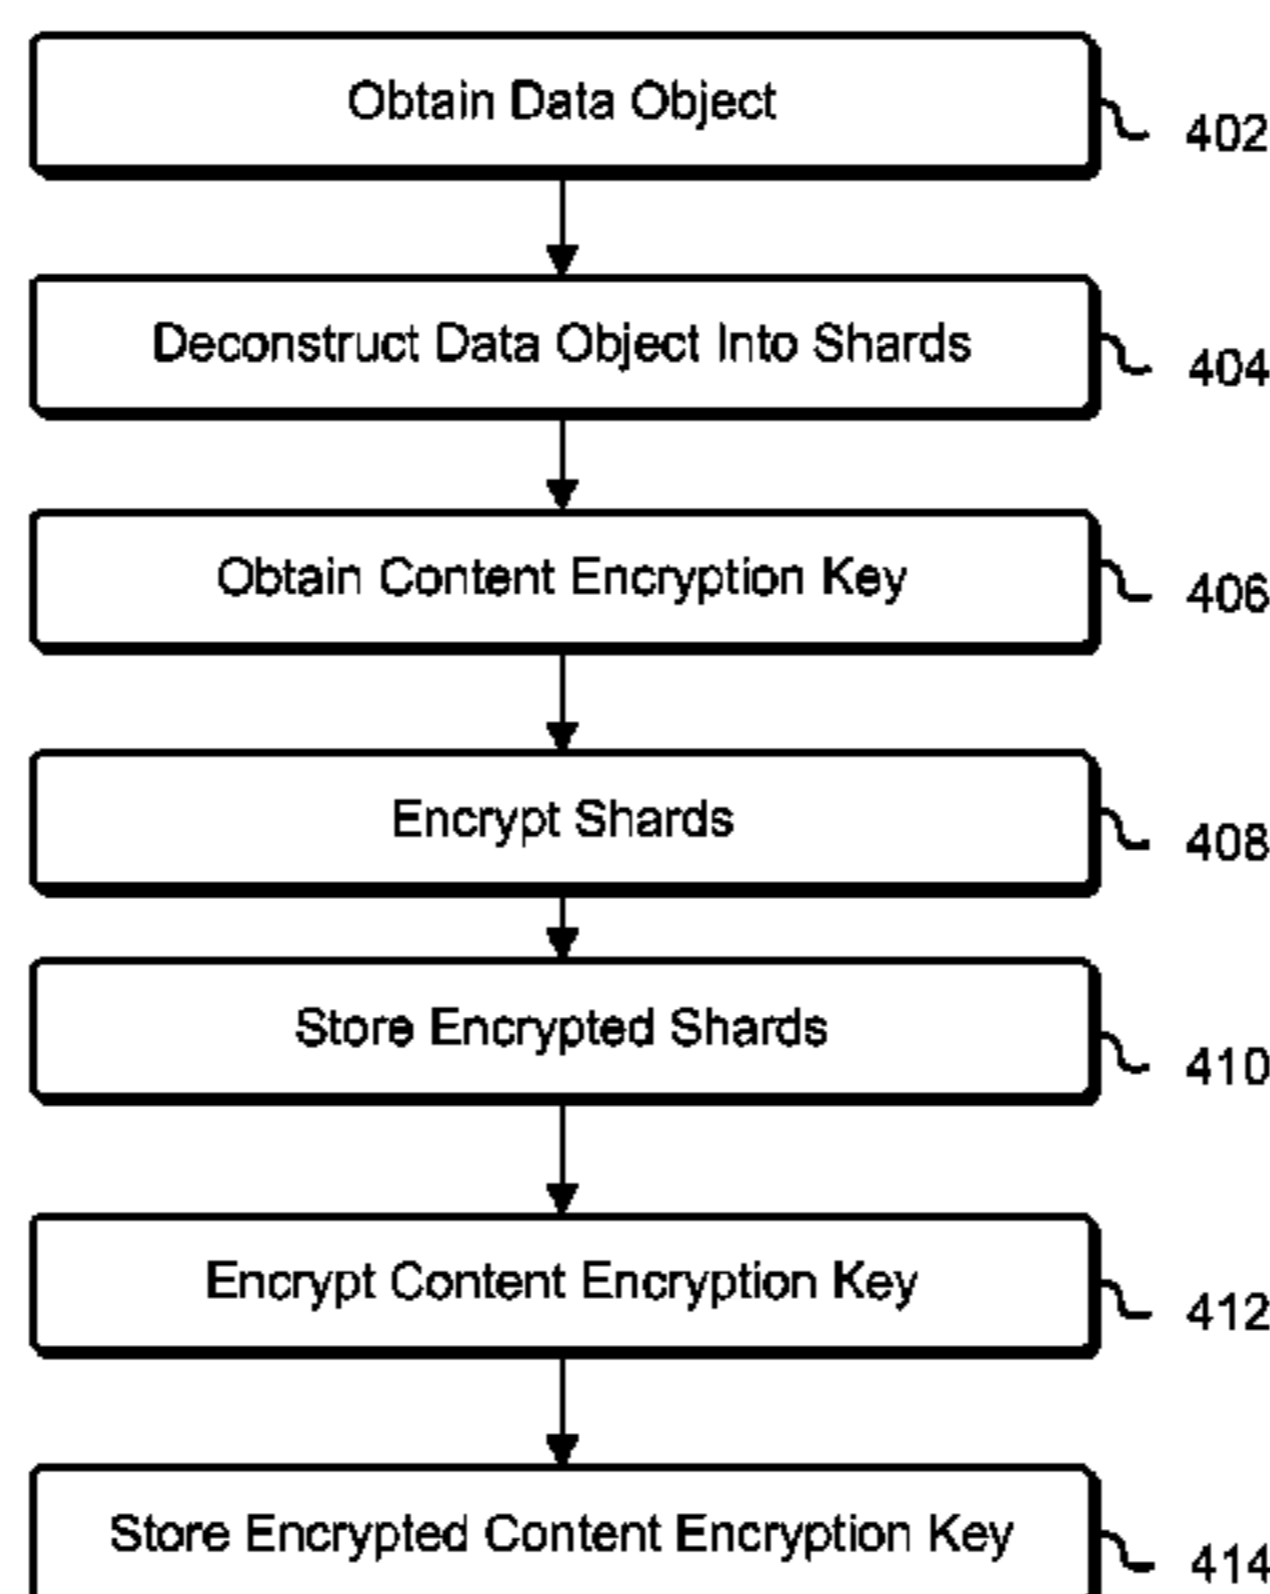 Obtain Data Object
402
Deconstruct Data Object Into Shards
404
Obtain Content Encryption Key
406
Encrypt Shards
408
Store Encrypted Shards
410
Encrypt Content Encryption Key
412
Store Encrypted Content Encryption Key
414